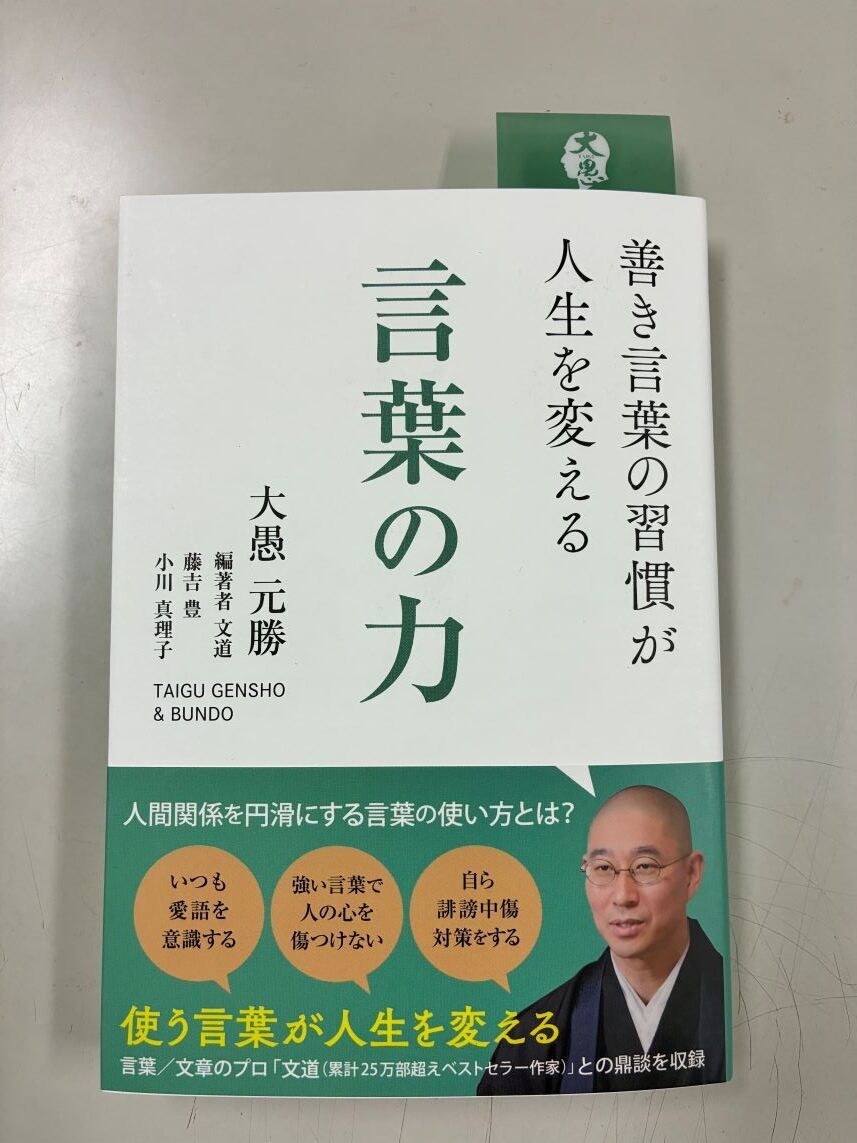 大愚
TAIGU
善き言葉の習慣が
人生を変える
言葉の力
大愚 元勝
編著者 文道
藤吉 豊
小川 真理子
TAIGU GENSHO
& BUNDO
人間関係を円滑にする言葉の使い方とは?
いつも
愛語を
意識する
強い言葉で
人の心を
傷つけない
自ら
誹謗中傷
対策をする
使う言葉が人生を変える
言葉/文章のプロ「文道(累計25万部超えベストセラー作家)」との鼎談を収録